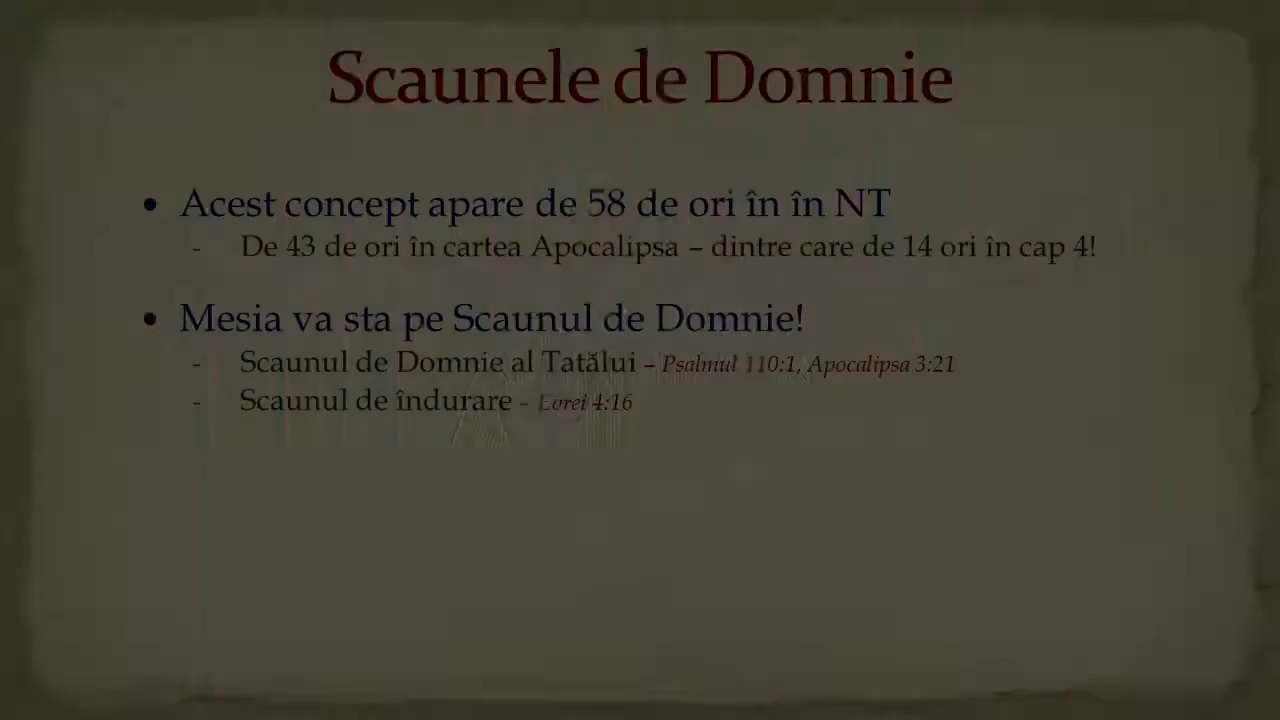 Scaunele de Domnie
• Acest concept apare de 58 de ori în în NT
- De 43 de ori în cartea Apocalipsa – dintre care de 14 ori în cap 4!
• Mesia va sta pe Scaunul de Domnie!
- Scaunul de Domnie al Tatălui – Psalmul 110:1, Apocalipsa 3:21
- Scaunul de îndurare - Evrei 4:16